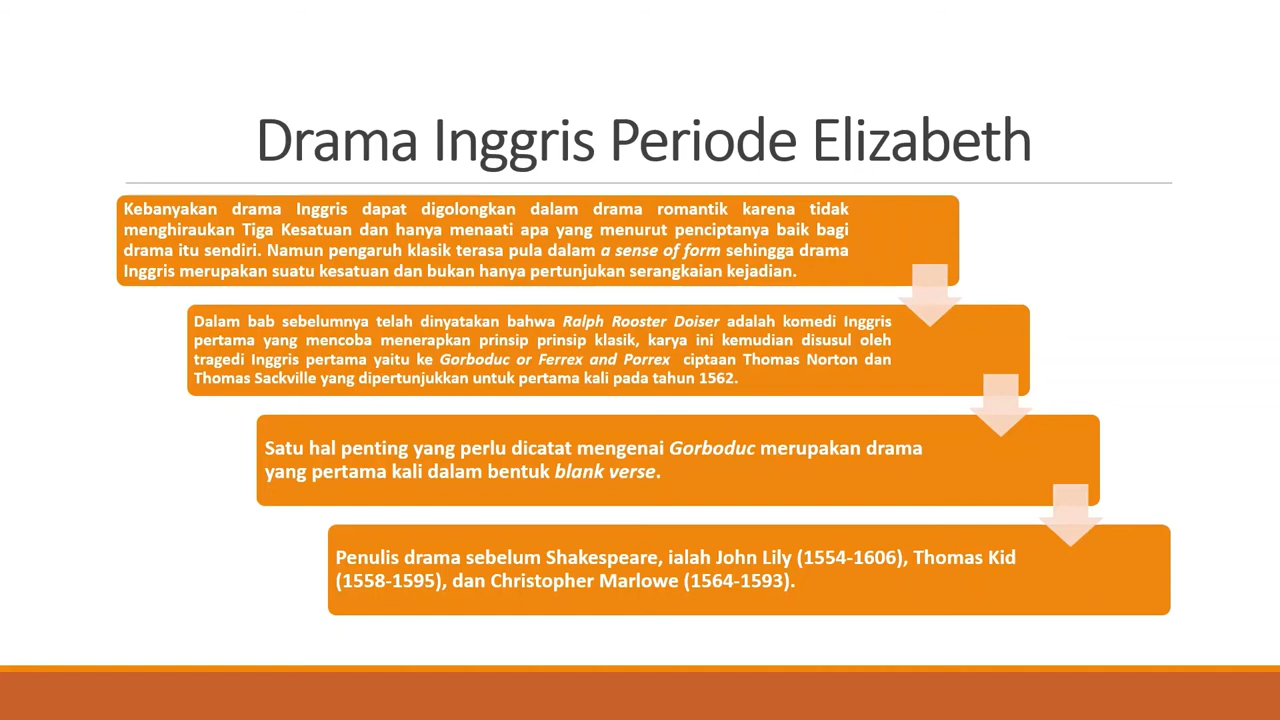 Drama Inggris Periode Elizabeth
Kebanyakan drama Inggris dapat digolongkan dalam drama romantik karena tidak
menghiraukan Tiga Kesatuan dan hanya menaati apa yang menurut penciptanya baik bagi
drama itu sendiri. Namun pengaruh klasik terasa pula dalam a sense of form sehingga drama
Inggris merupakan suatu kesatuan dan bukan hanya pertunjukan serangkaian kejadian.
Dalam bab sebelumnya telah dinyatakan bahwa Ralph Rooster Doiser adalah komedi Inggris
pertama yang mencoba menerapkan prinsip prinsip klasik, karya ini kemudian disusul oleh
tragedi Inggris pertama yaitu ke Gorboduc or Ferrex and Porrex ciptaan Thomas Norton dan
Thomas Sackville yang dipertunjukkan untuk pertama kali pada tahun 1562.
Satu hal penting yang perlu dicatat mengenai Gorboduc merupakan drama
yang pertama kali dalam bentuk blank verse.
Penulis drama sebelum Shakespeare, ialah John Lily (1554-1606), Thomas Kid
(1558-1595), dan Christopher Marlowe (1564-1593).